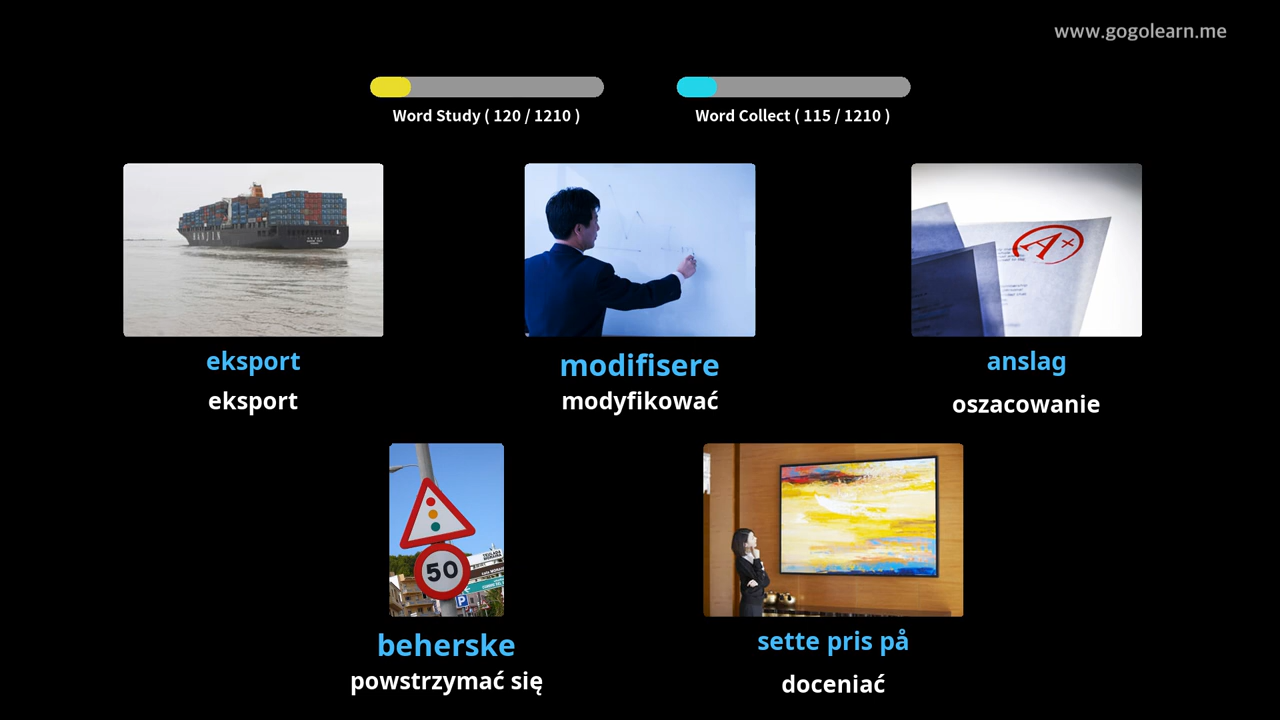 www.gogolearn.me
Word Study ( 120 / 1210 )
Word Collect ( 115 / 1210 )
A+
eksport
eksport
modifisere
modyfikować
anslag
oszacowanie
50
P
beherske
powstrzymać się
sette pris på
doceniać